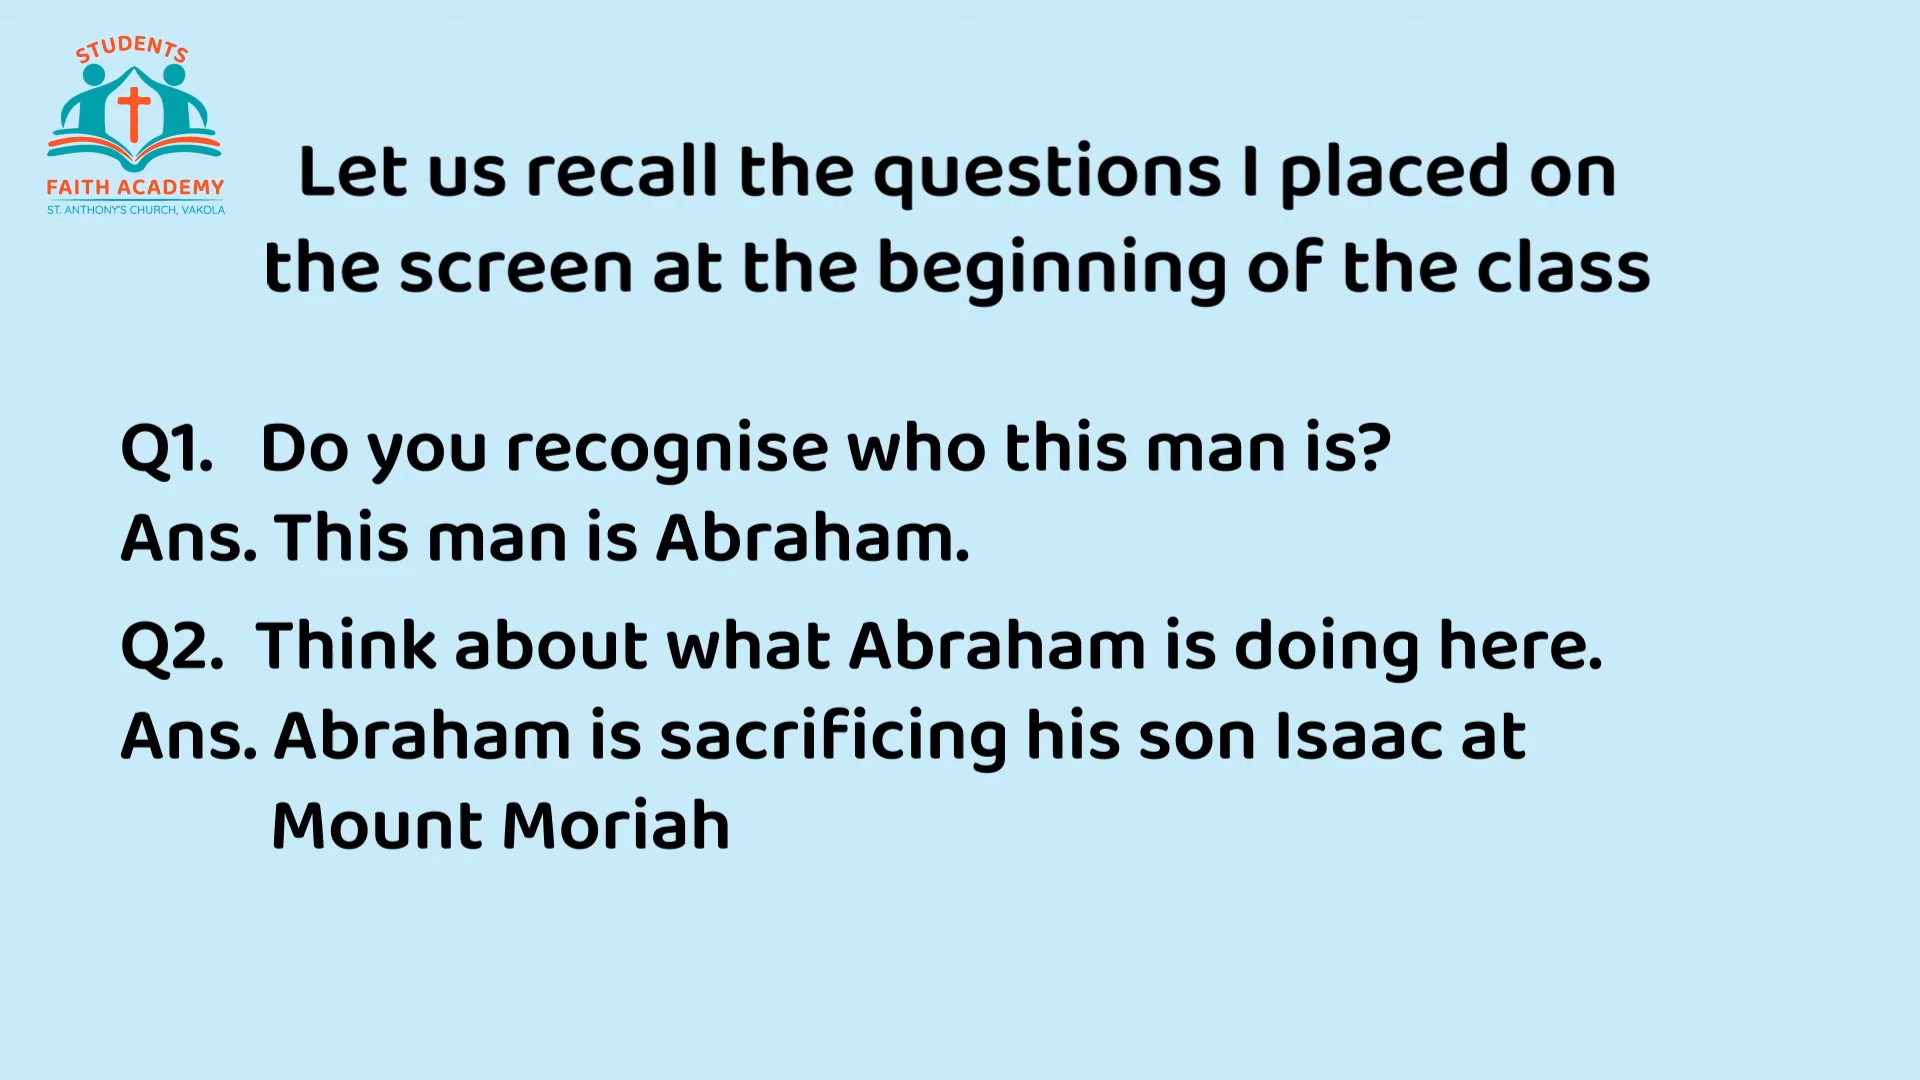 STUDENTS
FAITH ACADEMY
ST. ANTHONY'S CHURCH, VAKOLA
Let us recall the questions I placed on
the screen at the beginning of the class
Q1. Do you recognise who this man is?
Ans. This man is Abraham.
Q2. Think about what Abraham is doing here.
Ans. Abraham is sacrificing his son Isaac at
Mount Moriah